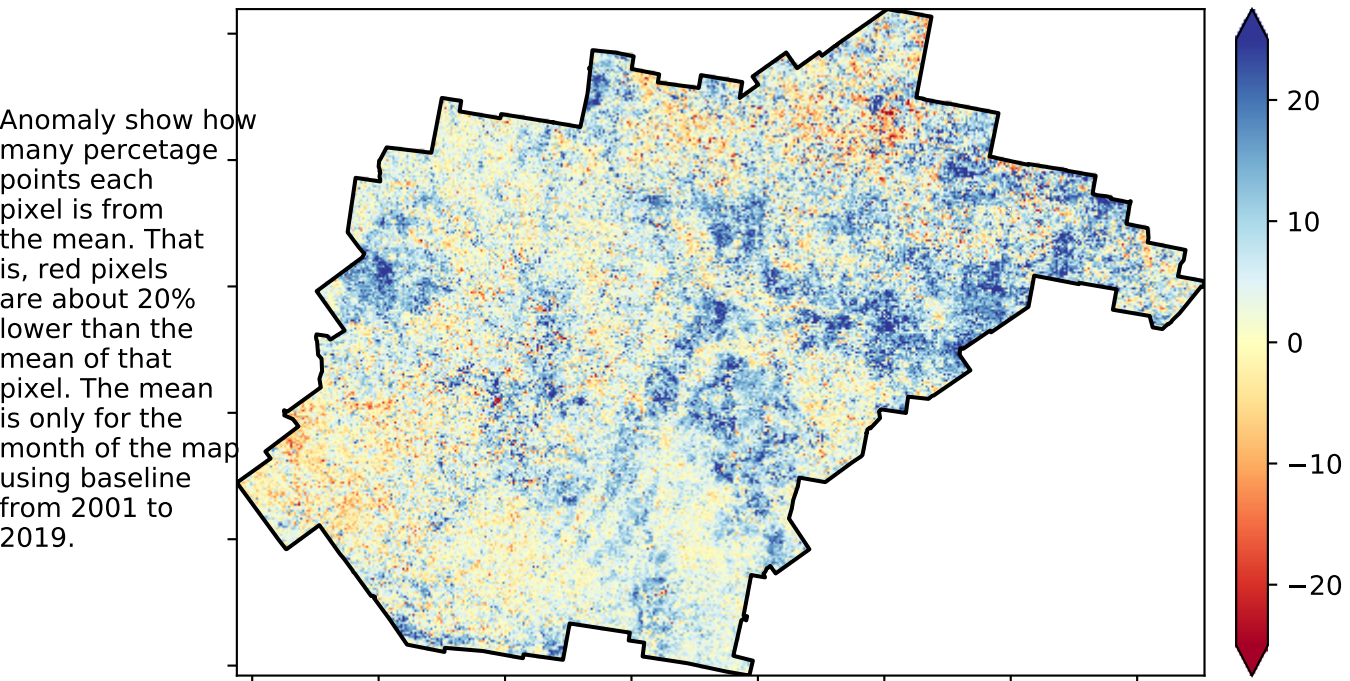 Anomaly show how
many percetage
points each
pixel is from
the mean. That
is, red pixels
are about 20%
lower than the
mean of that
pixel. The mean
is only for the
month of the map
using baseline
from 2001 to
2019.
20
10
0
−10
−20